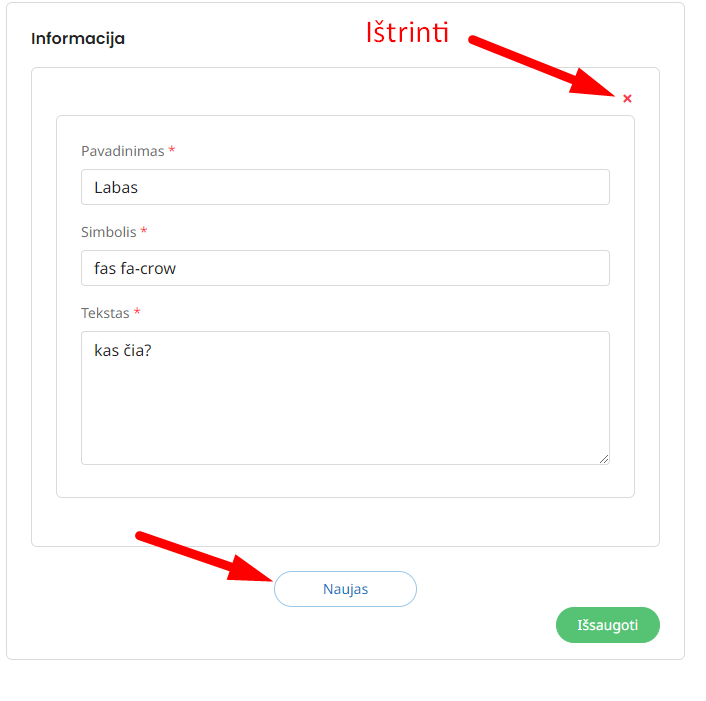 Ištrinti
Informacija
×
Pavadinimas *
Labas
Simbolis *
fas fa-crow
Tekstas *
kas čia?
Naujas
Išsaugoti